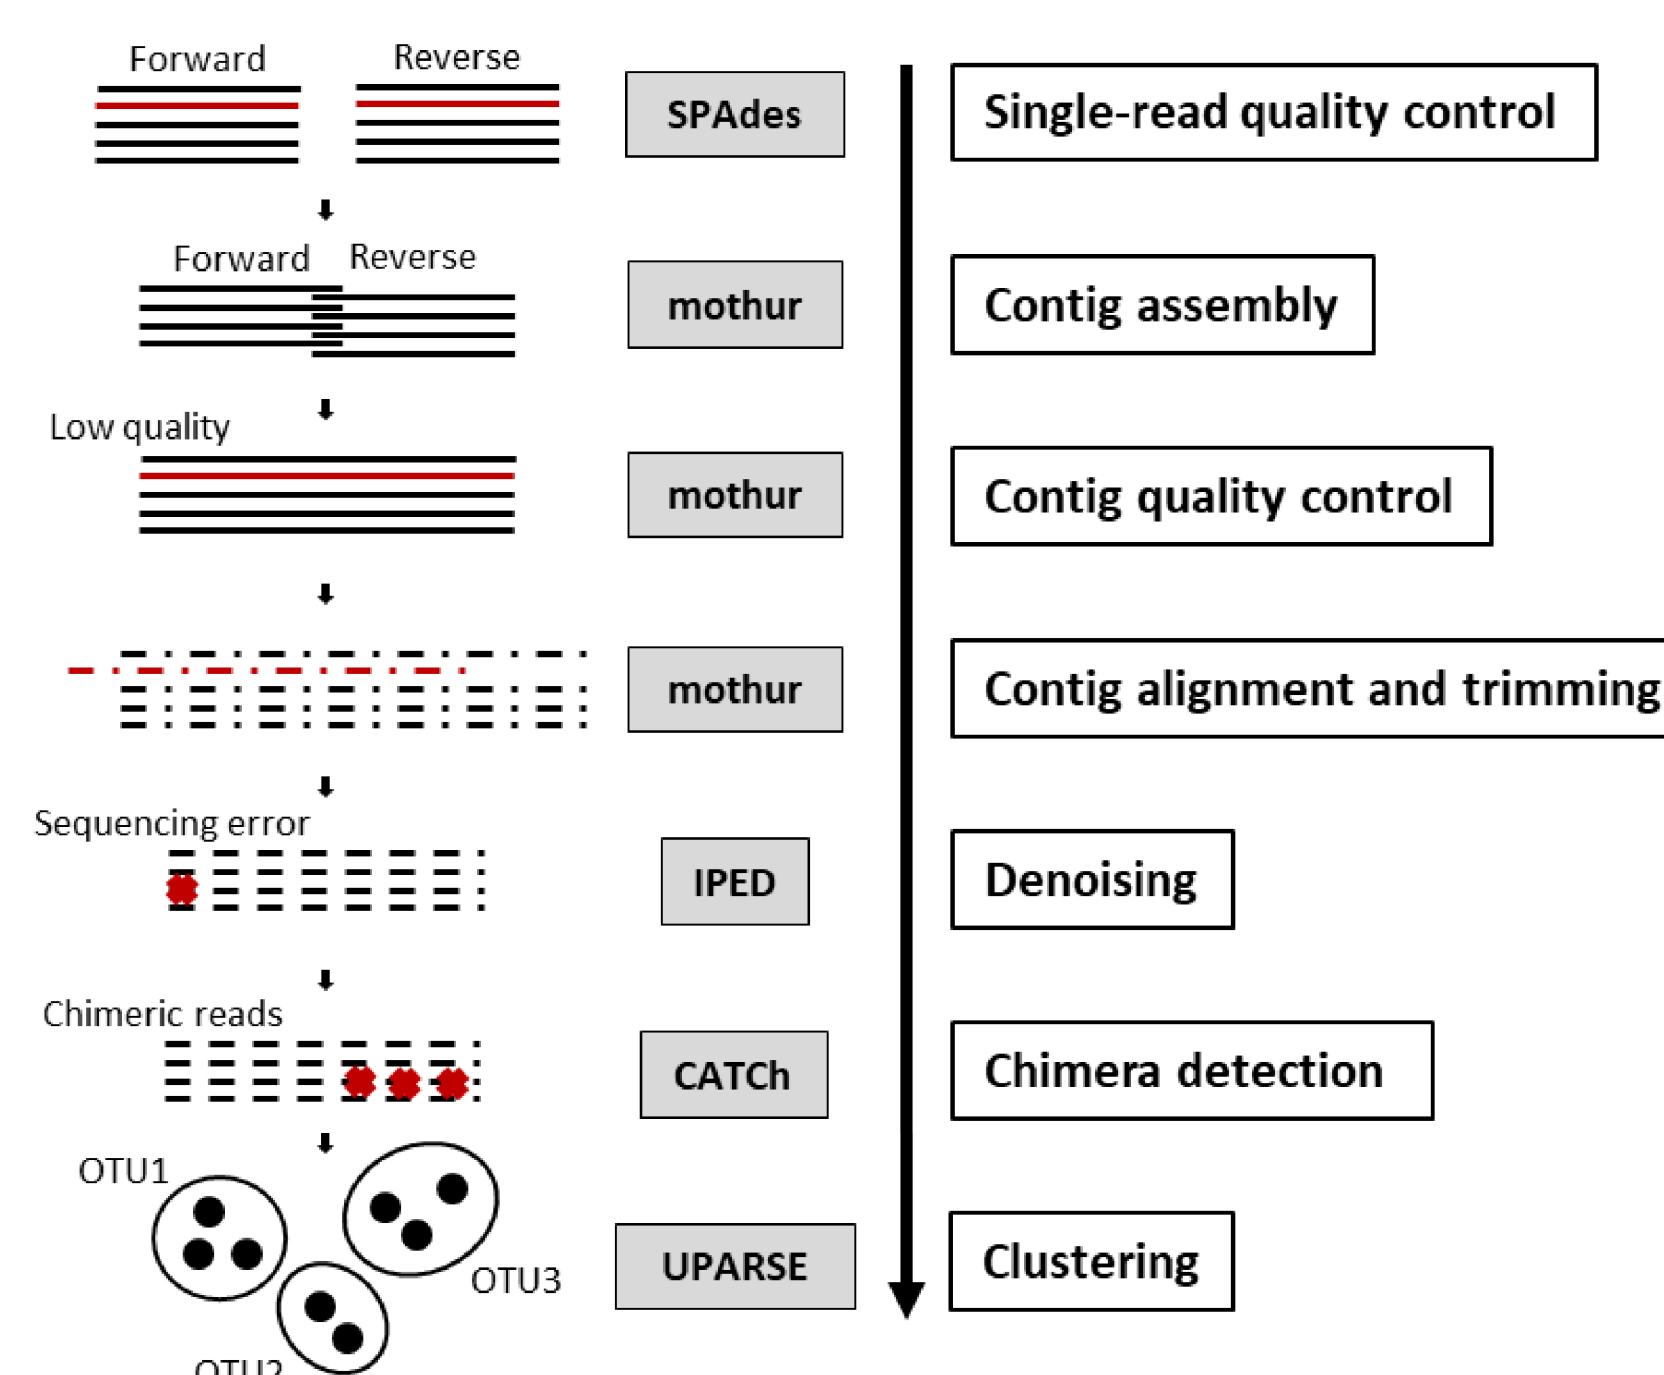 Forward
Reverse
SPAdes
Single-read quality control
Forward
Reverse
mothur
Contig assembly
Low quality
mothur
Contig quality control
mothur
Contig alignment and trimming
Sequencing error
IPED
Denoising
Chimeric reads
CATCh
Chimera detection
OTU1
OTU3
OTU2
UPARSE
Clustering